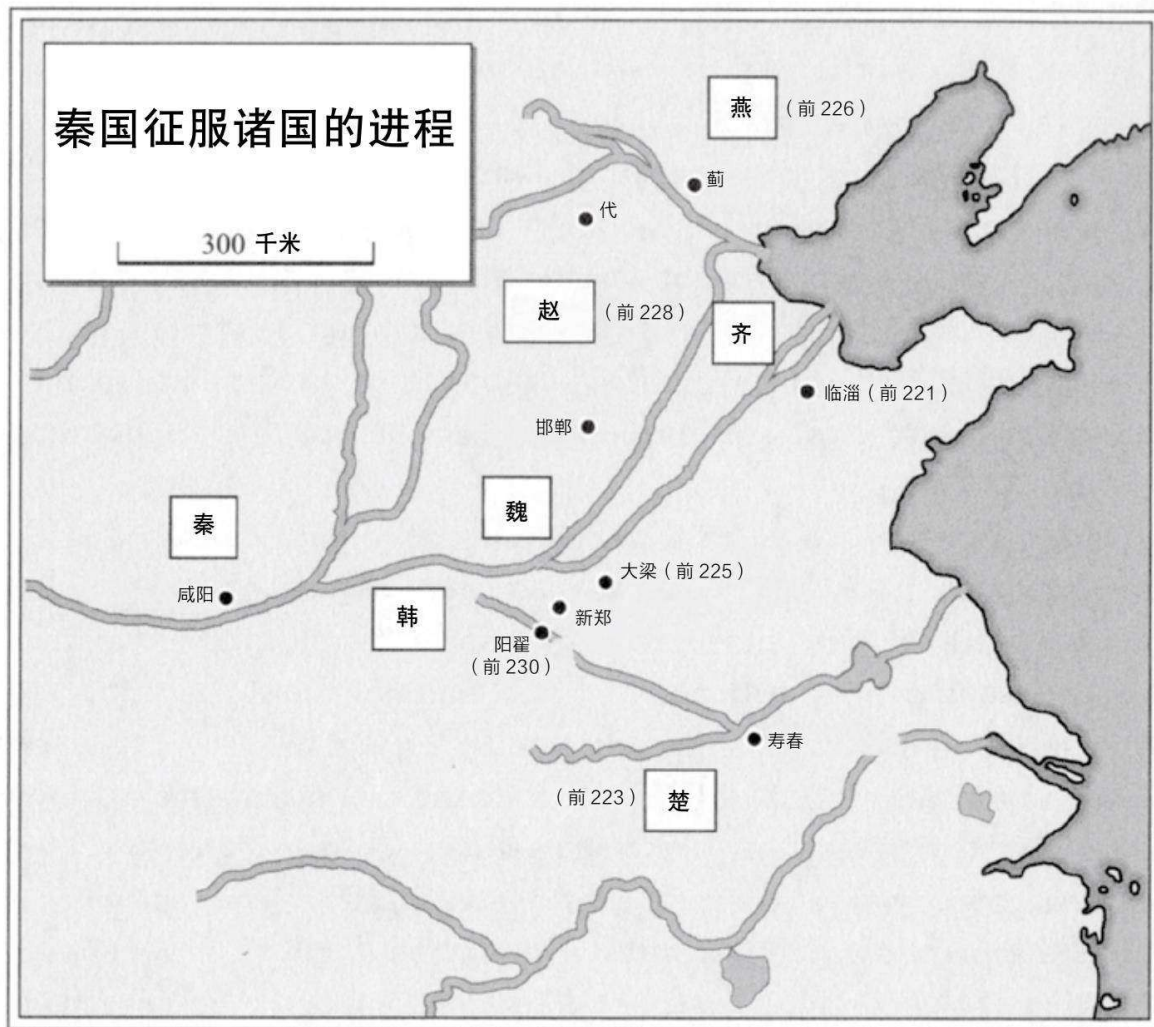 秦国征服诸国的进程
300 千米
燕
（前 226）
蓟
代
赵
（前 228）
齐
临淄（前 221）
邯郸
魏
秦
大梁（前 225）
咸阳
新郑
韩
阳翟
（前 230）
寿春
（前 223）
楚